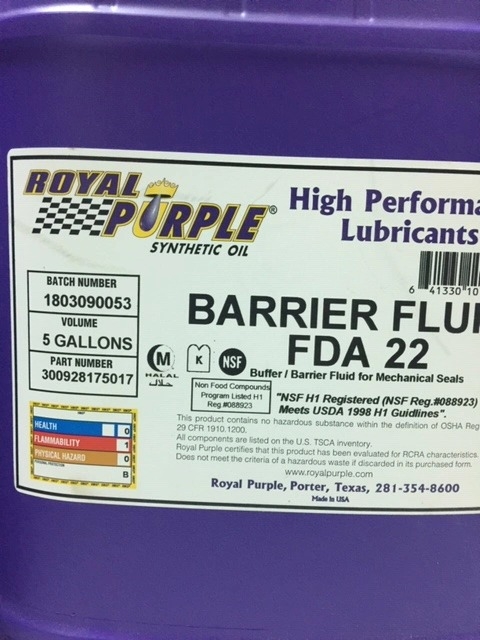 ROYAL
PURPLE®
SYNTHETIC OIL
High Performa
Lubricants
6 41330 10
BATCH NUMBER
1803090053
VOLUME
5 GALLONS
PART NUMBER
300928175017
BARRIER FLUI
FDA 22
M
HALAL
حلال
K
NSF
Buffer / Barrier Fluid for Mechanical Seals
Non Food Compounds
Program Listed H1
Reg #088923
"NSF H1 Registered (NSF Reg.#088923)
Meets USDA 1998 H1 Guidlines".
This product contains no hazardous substance within the definition of OSHA Reg
29 CFR 1910.1200.
All components are listed on the U.S. TSCA inventory.
Royal Purple certifies that this product has been evaluated for RCRA characteristics.
Does not meet the criteria of a hazardous waste if discarded in its purchased form.
www.royalpurple.com
Royal Purple, Porter, Texas, 281-354-8600
Made in USA
HEALTH 0
FLAMMABILITY 1
PHYSICAL HAZARD 0
PERSONAL PROTECTION B